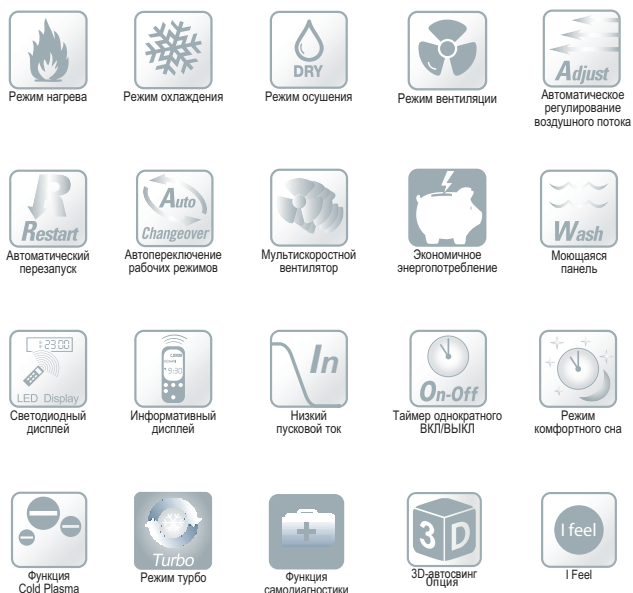 DRY
Adjust
Режим нагрева
Режим охлаждения
Режим осушения
Режим вентиляции
Автоматическое
регулирование
воздушного потока
Restart
Auto
Changeover
Wash
Автоматический
перезапуск
Автопереключение
рабочих режимов
Мультискоростной
вентилятор
Экономичное
энергопотребление
Моющаяся
панель
23:00
LED Display
9:30
In
On-Off
Светодиодный
дисплей
Информативный
дисплей
Низкий
пусковой ток
Таймер однократного
ВКЛ/ВЫКЛ
Режим
комфортного сна
Turbo
3D
I feel
Функция
Cold Plasma
Режим турбо
Функция
самодиагностики
3D-автосвинг
Опция
I Feel